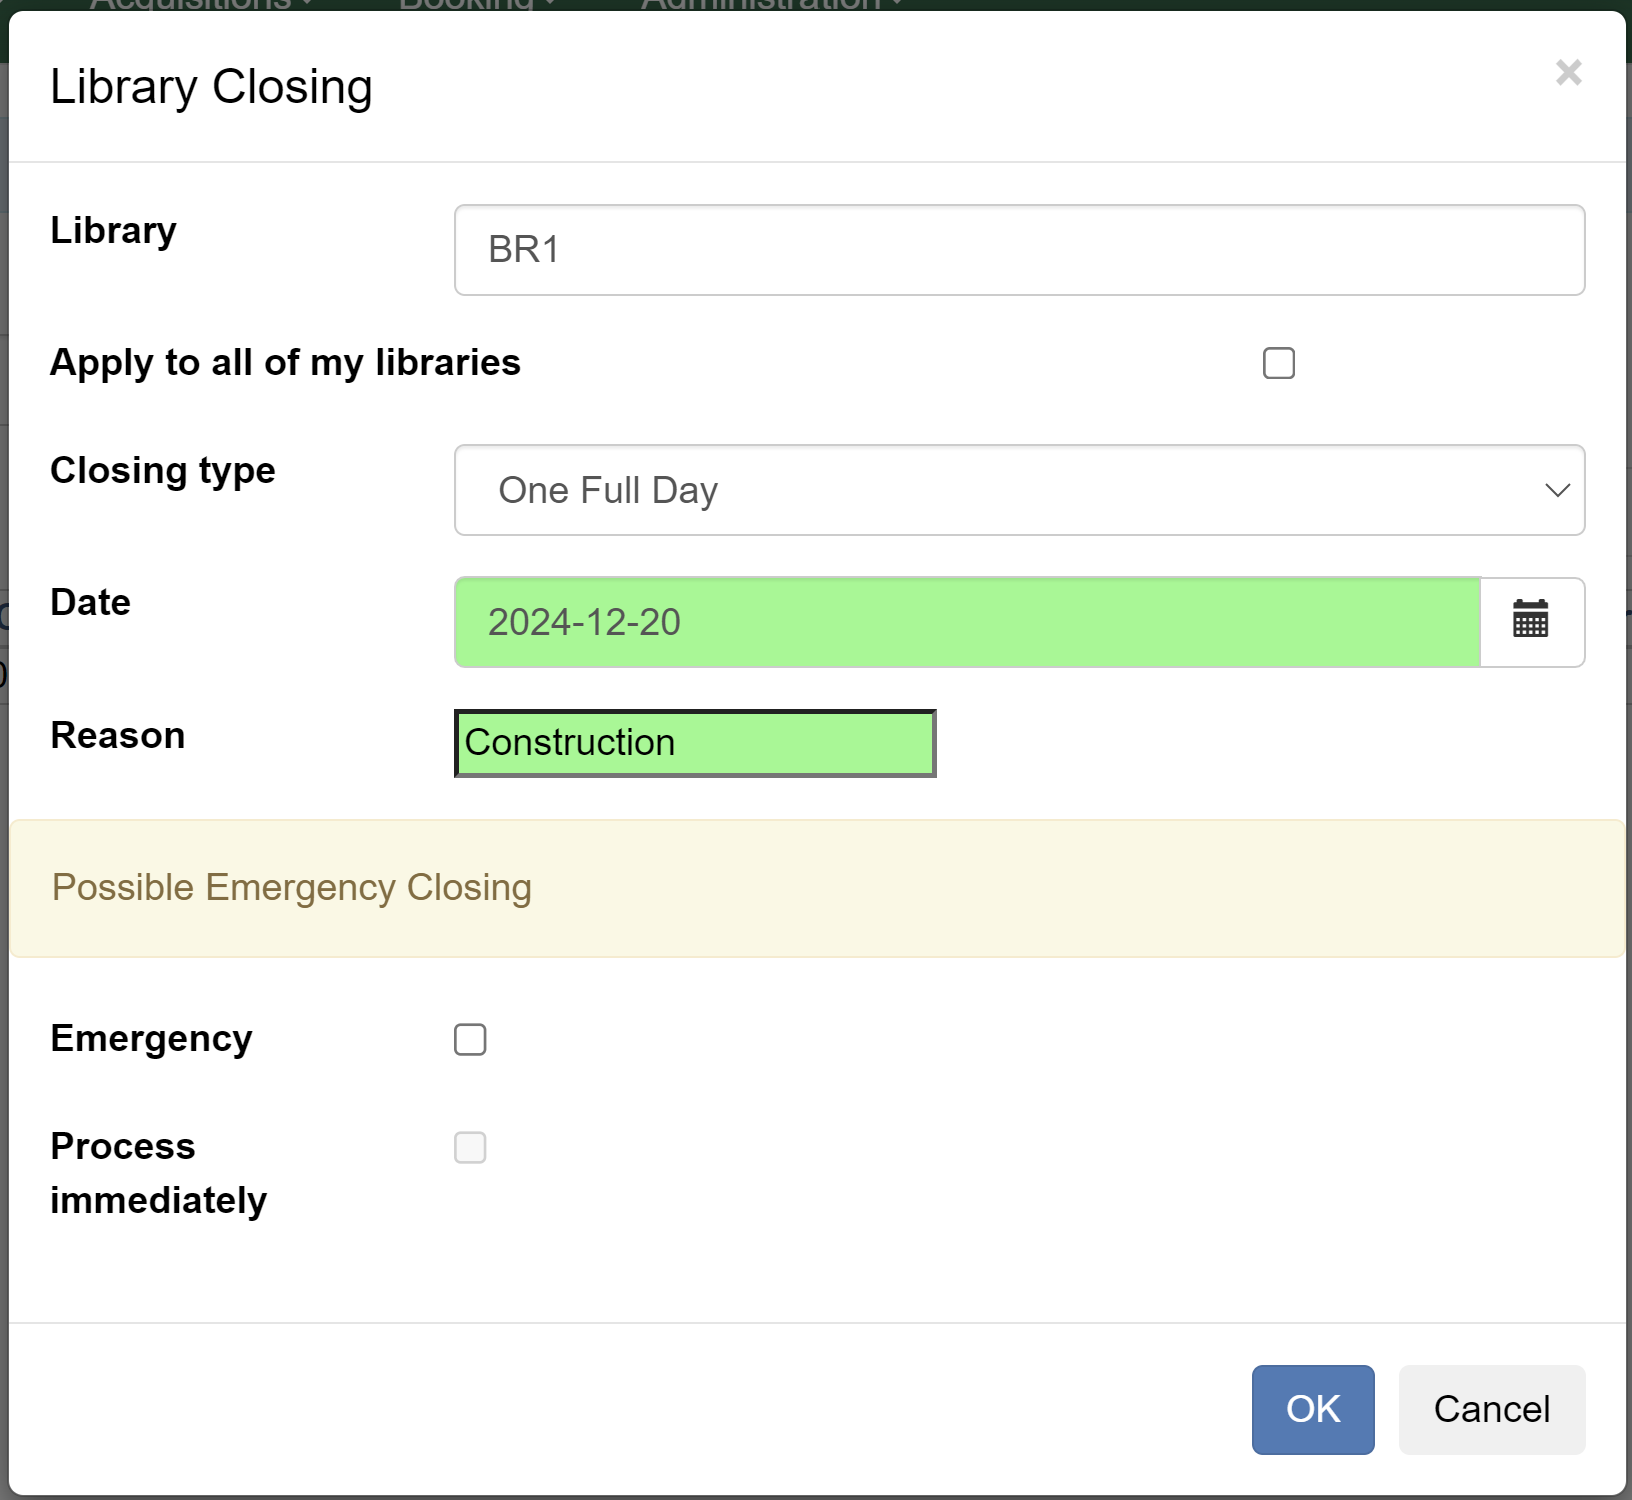 Acquisitions Booking Administration
Library Closing
×
Library
BR1
Apply to all of my libraries
Closing type
One Full Day
Date
2024-12-20
Reason
Construction
Possible Emergency Closing
Emergency
Process
immediately
OK Cancel